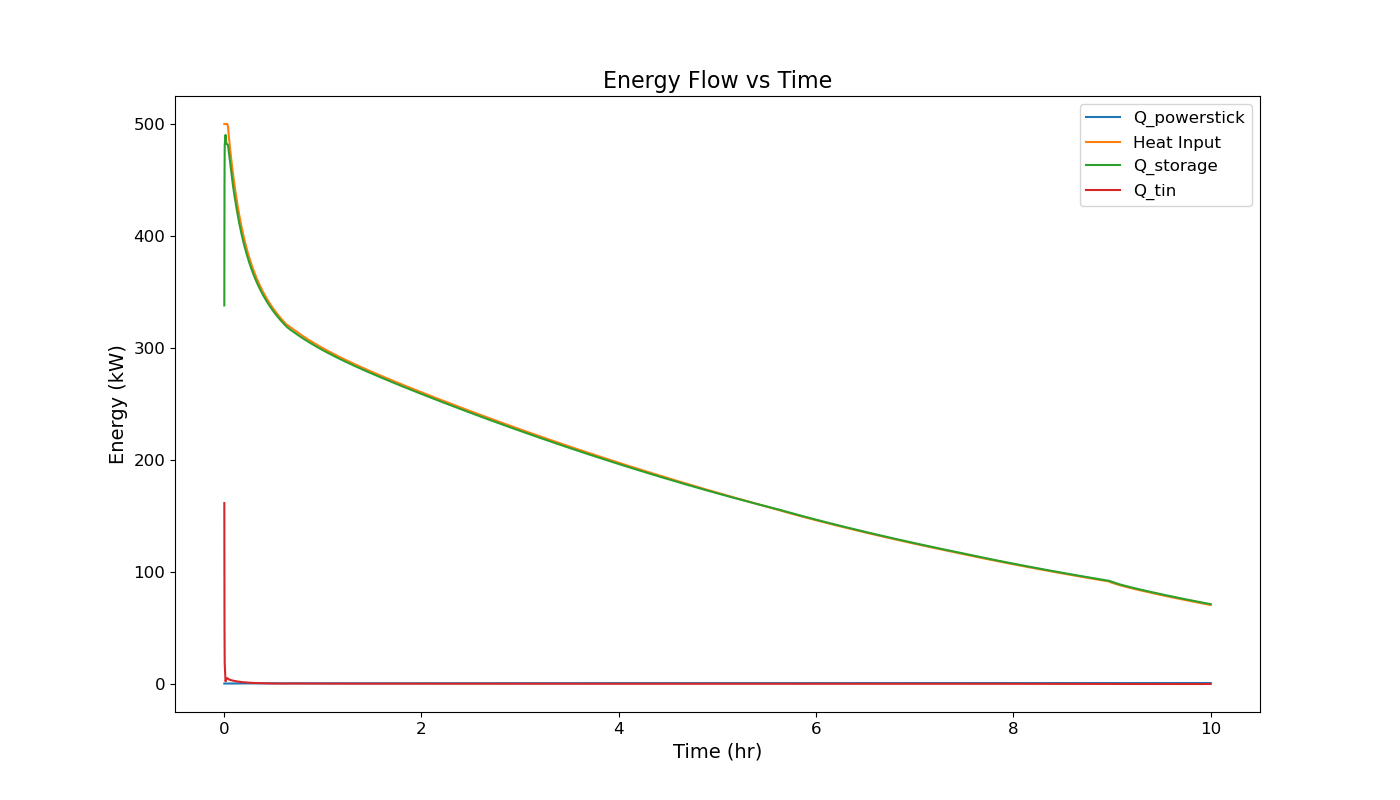 Energy Flow vs Time
Q_powerstick
Heat Input
Q_storage
Q_tin
Energy (kW)
500
400
300
200
100
0
0 2 4 6 8 10
Time (hr)